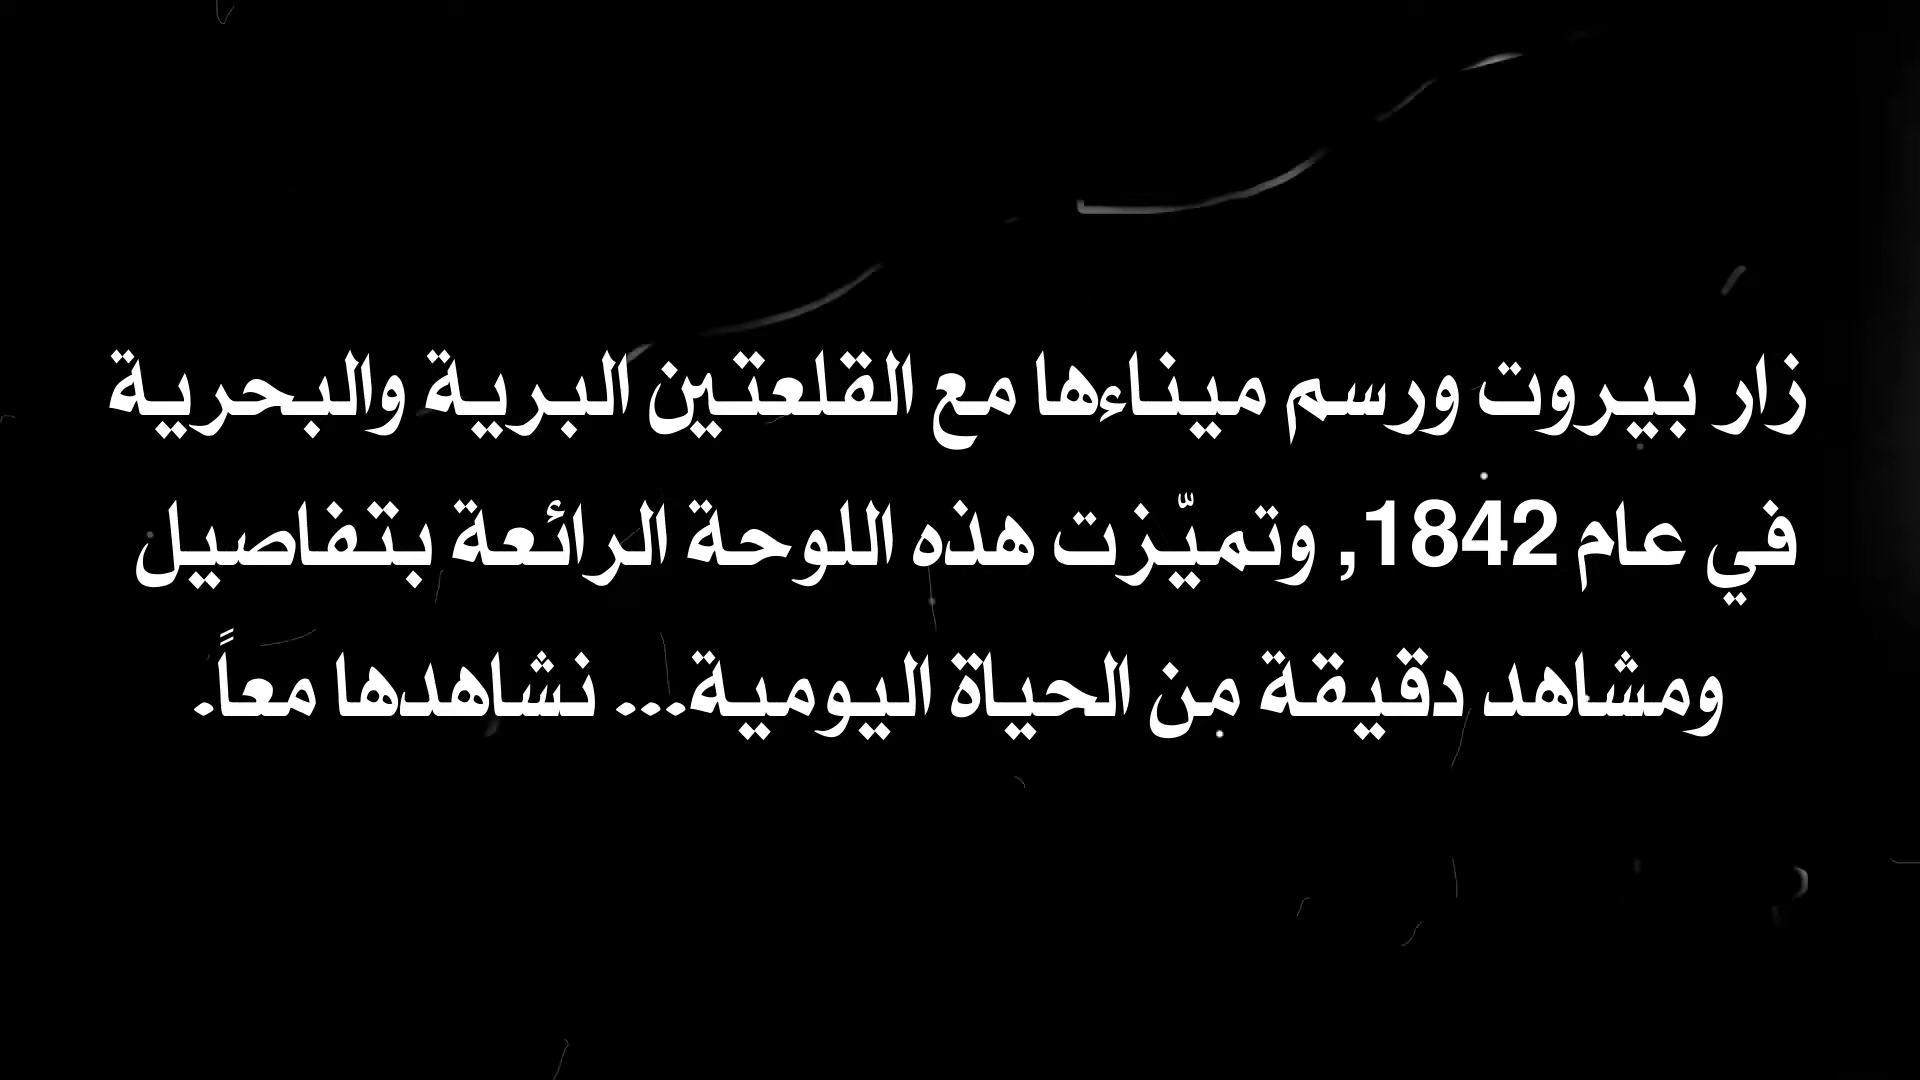 زار بيروت ورسم ميناءها مع القلعتين البرية والبحرية
في عام 1842, وتميّزت هذه اللوحة الرائعة بتفاصيل
ومشاهد دقيقة من الحياة اليومية... نشاهدها معاً.